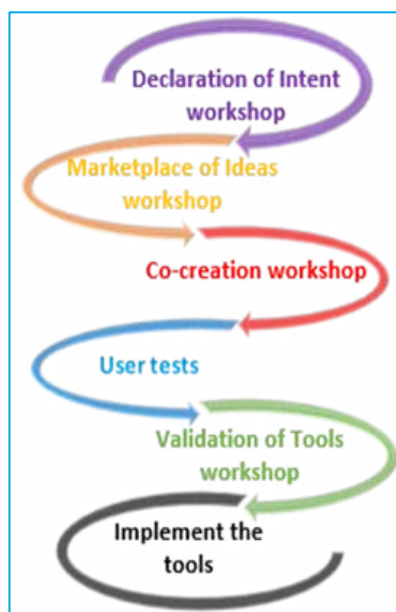 Declaration of Intent
workshop
Marketplace of Ideas
workshop
Co-creation workshop
User tests
Validation of Tools
workshop
Implement the
tools